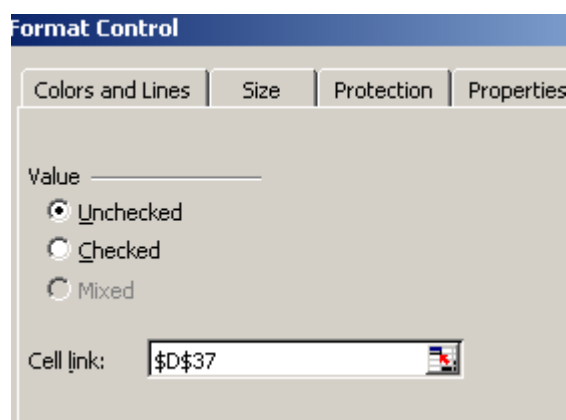 Format Control
Colors and Lines Size Protection Properties
Value
Unchecked
Checked
Mixed
Cell link: $D$37